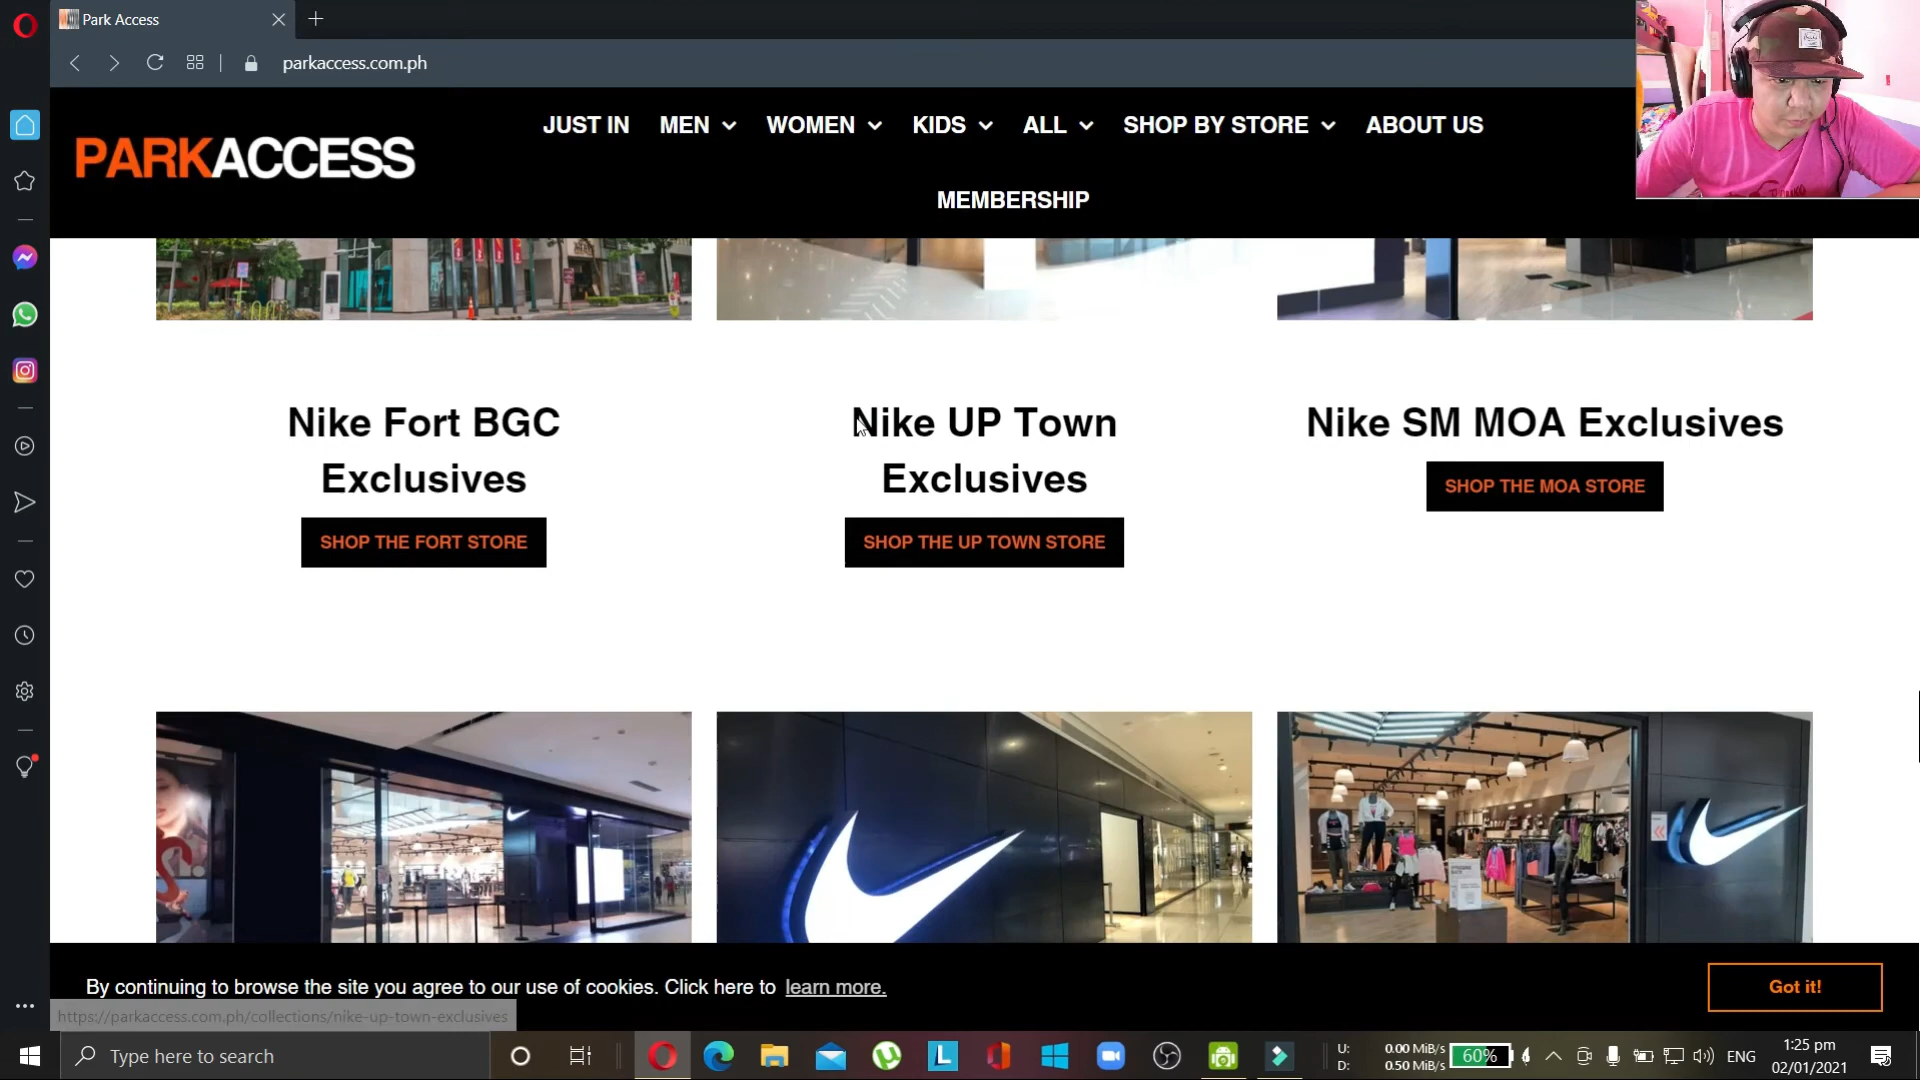 Park Access
parkaccess.com.ph
PARKACCESS
JUST IN MEN WOMEN KIDS ALL SHOP BY STORE ABOUT US
MEMBERSHIP
Nike Fort BGC
Exclusives
SHOP THE FORT STORE
Nike UP Town
Exclusives
SHOP THE UP TOWN STORE
Nike SM MOA Exclusives
SHOP THE MOA STORE
By continuing to browse the site you agree to our use of cookies. Click here to learn more.
Got it!
https://parkaccess.com.ph/collections/nike-up-town-exclusives
Type here to search
L
U: 0.00 MiB/s
D: 0.50 MiB/s
60%
ENG
1:25 pm
02/01/2021